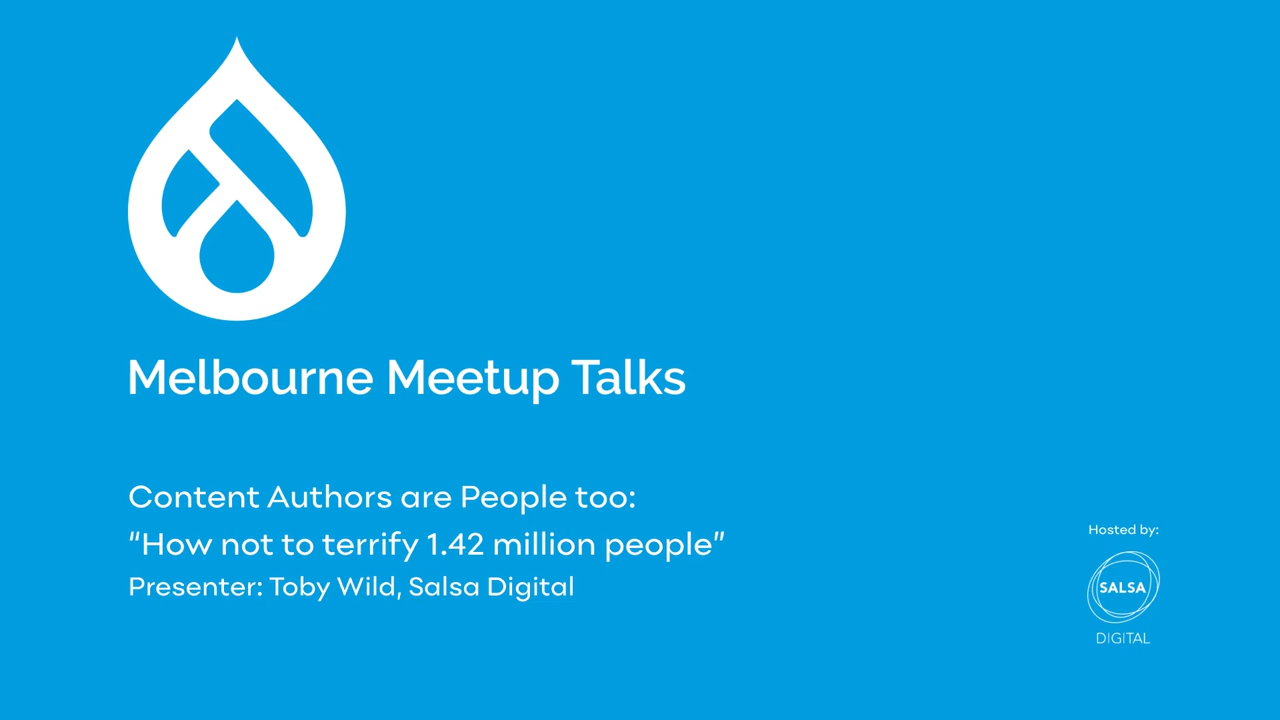 Melbourne Meetup Talks
Content Authors are People too:
“How not to terrify 1.42 million people”
Presenter: Toby Wild, Salsa Digital
Hosted by:
SALSA
DIGITAL